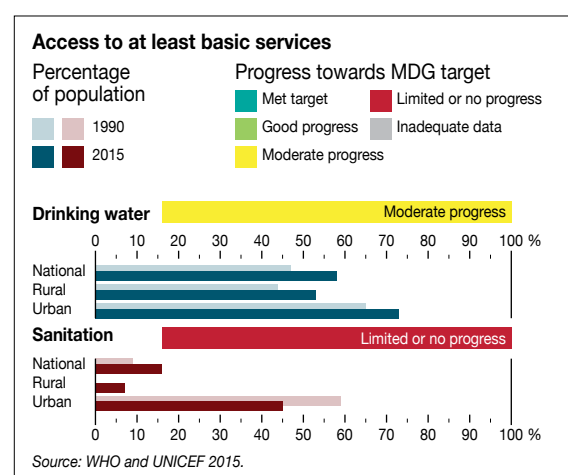 Access to at least basic services
Percentage of population
Progress towards MDG target
1990
2015
Met target
Limited or no progress
Good progress
Inadequate data
Moderate progress
Drinking water
Moderate progress
0 10 20 30 40 50 60 70 80 90 100 %
National
Rural
Urban
Sanitation
Limited or no progress
National
Rural
Urban
0 10 20 30 40 50 60 70 80 90 100 %
Source: WHO and UNICEF 2015.